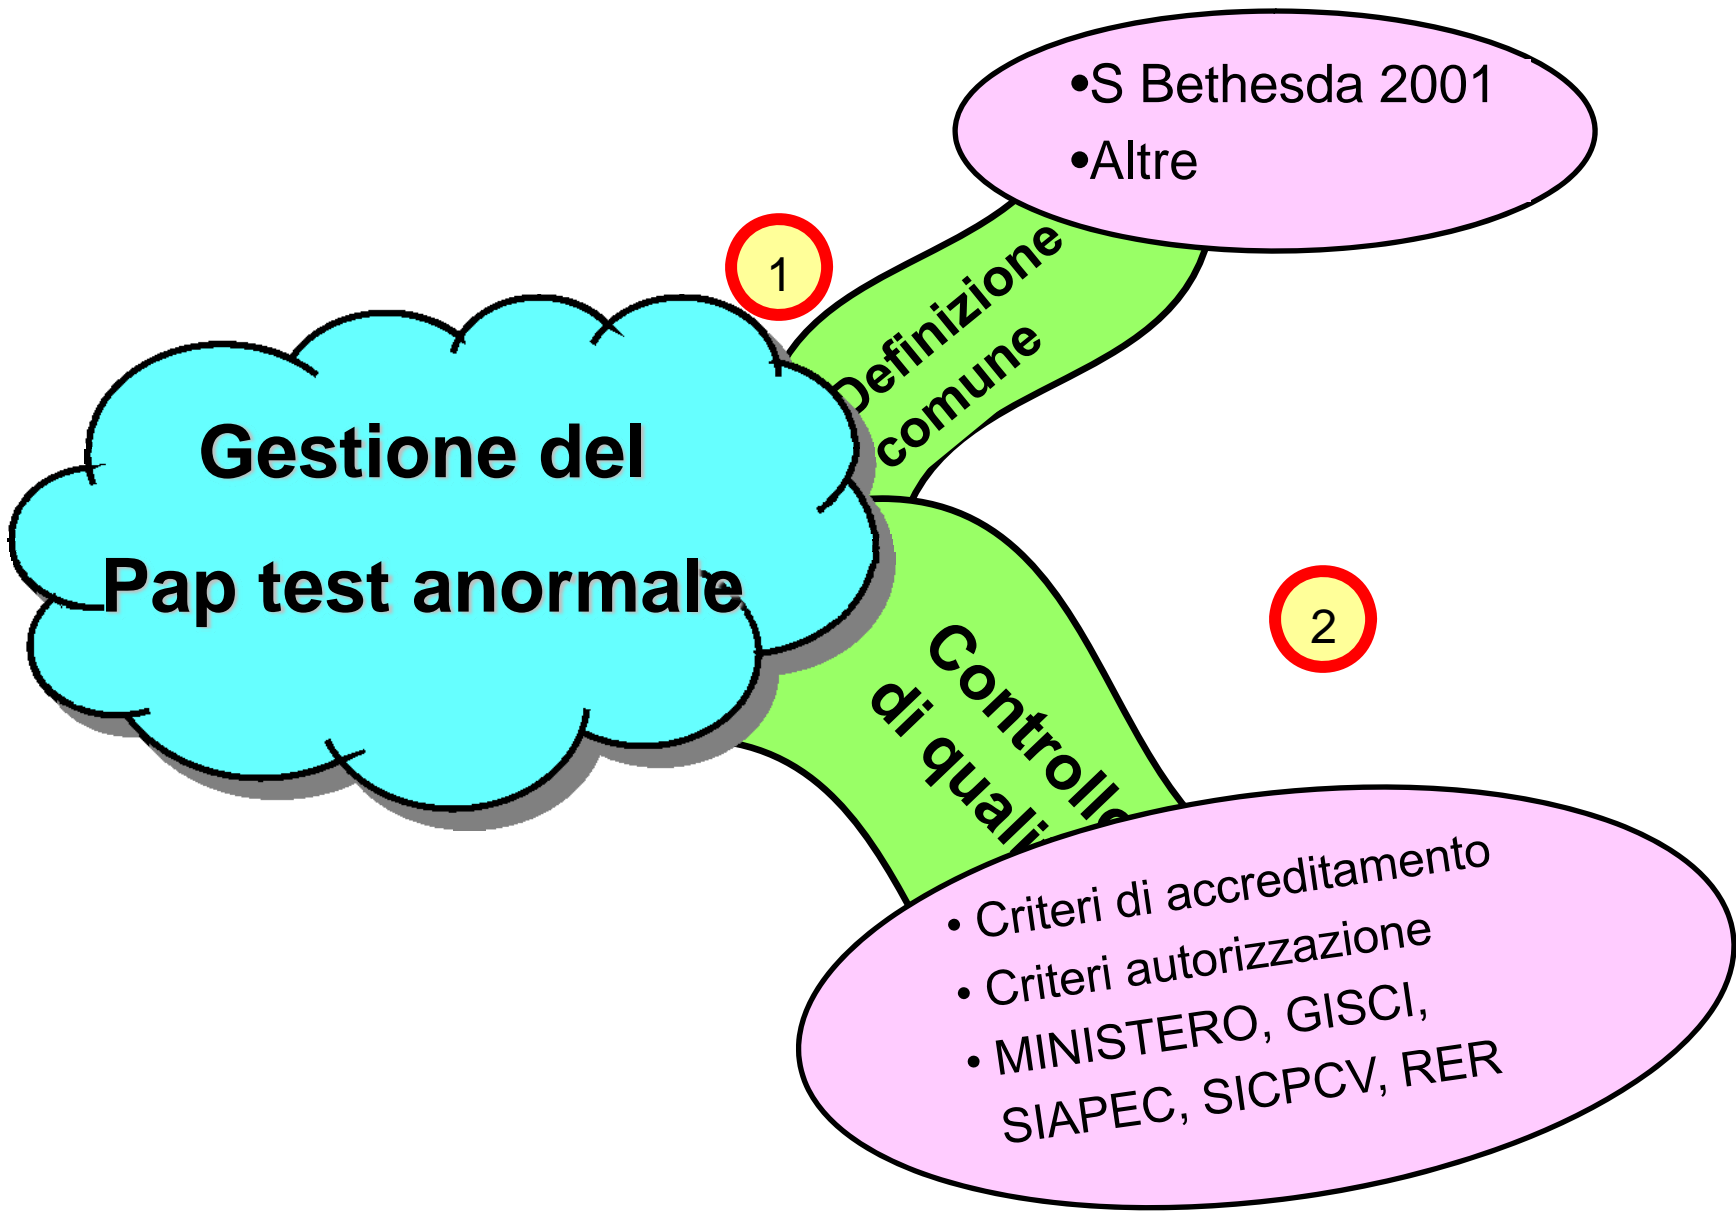 •S Bethesda 2001
•Altre
1
Definizione
comune
Gestione del
Pap test anormale
2
Controllo
di quali
• Criteri di accreditamento
• Criteri autorizzazione
• MINISTERO, GISCI,
SIAPEC, SICPCV, RER